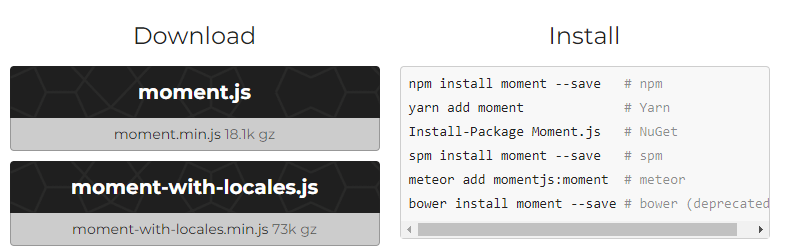 Download
moment.js
moment.min.js 18.1k gz
moment-with-locales.js
moment-with-locales.min.js 73k gz
Install
npm install moment --save   # npm
yarn add moment             # Yarn
Install-Package Moment.js   # NuGet
spm install moment --save   # spm
meteor add momentjs:moment  # meteor
bower install moment --save # bower (deprecated